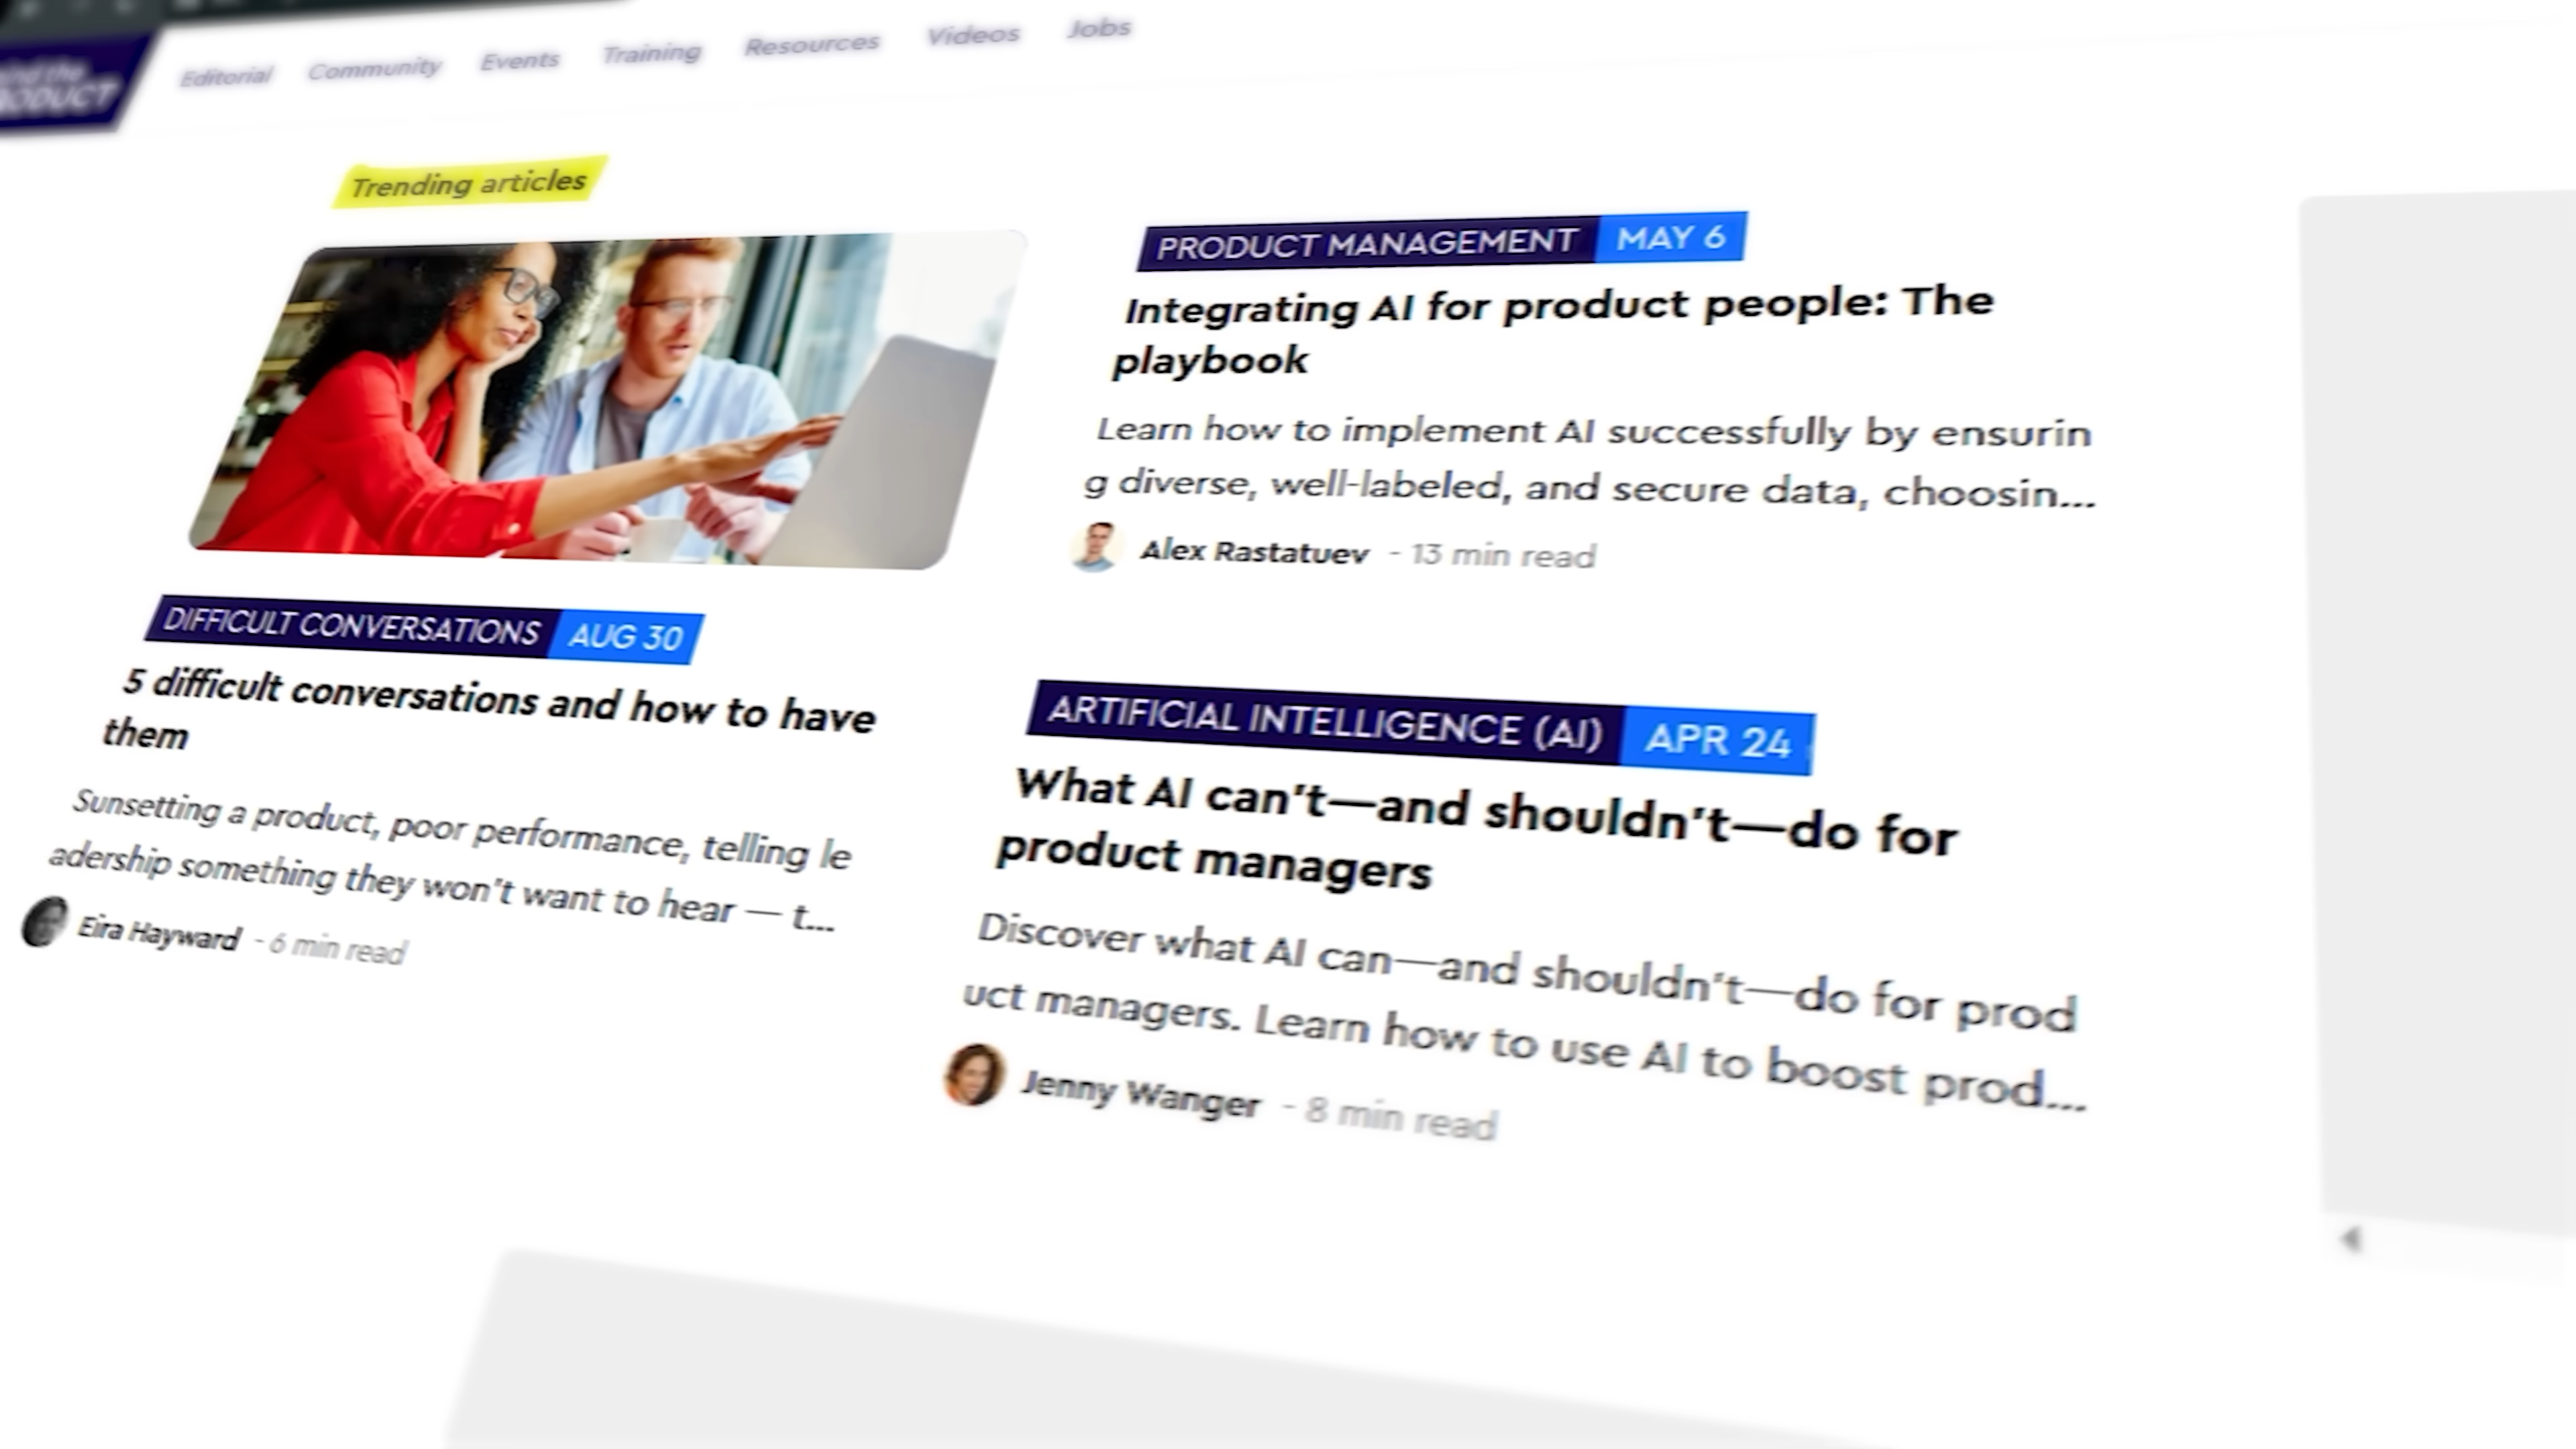 mind the
PRODUCT
Editorial
Community
Events
Training
Resources
Videos
Jobs
Trending articles
DIFFICULT CONVERSATIONS
AUG 30
5 difficult conversations and how to have
them
Sunsetting a product, poor performance, telling le
adership something they won't want to hear — t...
Eira Hayward - 6 min read
PRODUCT MANAGEMENT
MAY 6
Integrating AI for product people: The
playbook
Learn how to implement AI successfully by ensurin
g diverse, well-labeled, and secure data, choosin...
Alex Rastatuev - 13 min read
ARTIFICIAL INTELLIGENCE (AI)
APR 24
What AI can't—and shouldn't—do for
product managers
Discover what AI can—and shouldn't—do for prod
uct managers. Learn how to use AI to boost prod...
Jenny Wanger - 8 min read